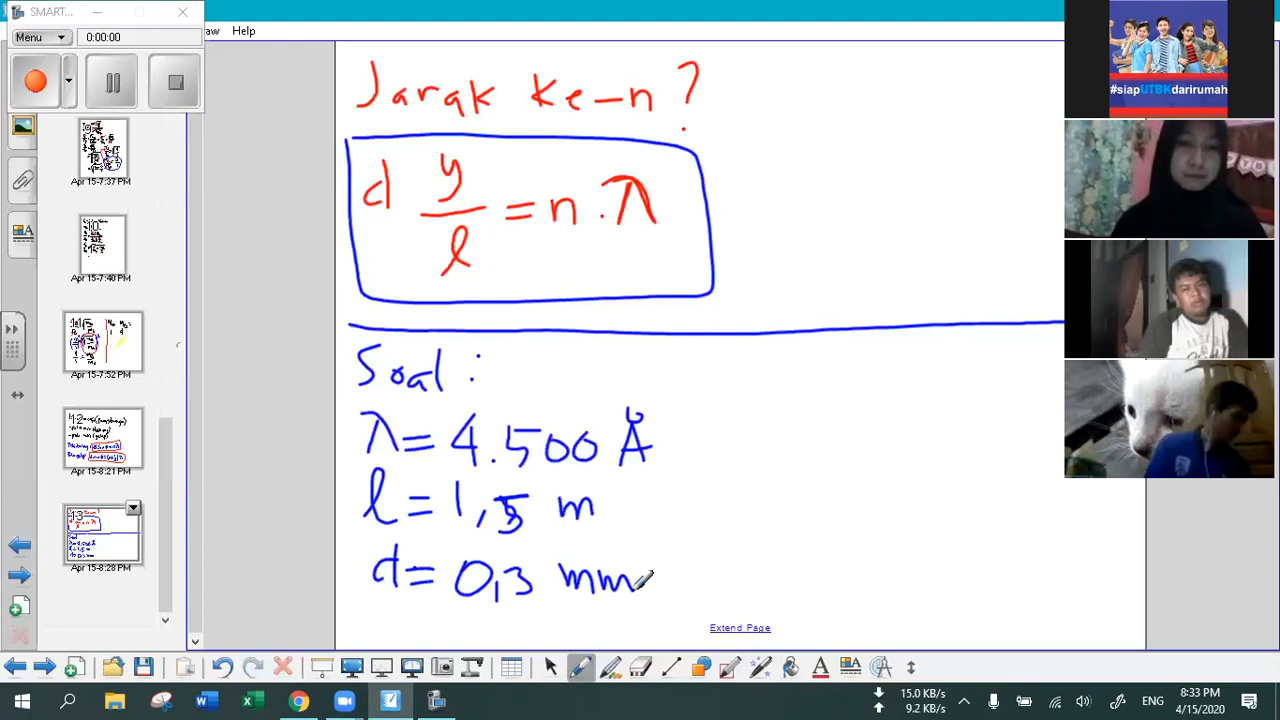 SMART...
Menu
0:00:00
aw
Help
Apr 15-7:37 PM
Apr 15-7:40 PM
Apr 15-7:52 PM
Apr 15-8:21 PM
Apr 15-8:28 PM
Jarak ke-n ?
d y/l = n . λ
Soal :
λ = 4.500 Å
l = 1,5 m
d = 0,3 mm
Extend Page
#siapUTBKdarirumah
15.0 KB/s
9.2 KB/s
ENG
8:33 PM
4/15/2020